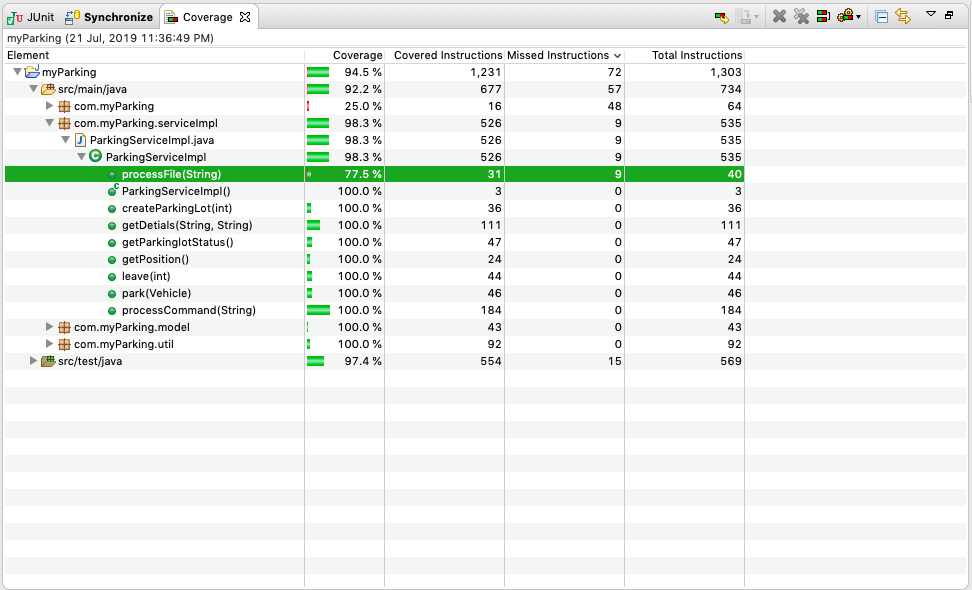 JUnit Synchronize Coverage
myParking (21 Jul, 2019 11:36:49 PM)
Element Coverage Covered Instructions Missed Instructions Total Instructions
myParking 94.5 % 1,231 72 1,303
src/main/java 92.2 % 677 57 734
com.myParking 25.0 % 16 48 64
com.myParking.serviceImpl 98.3 % 526 9 535
ParkingServiceImpl.java 98.3 % 526 9 535
ParkingServiceImpl 98.3 % 526 9 535
processFile(String) 77.5 % 31 9 40
ParkingServiceImpl() 100.0 % 3 0 3
createParkingLot(int) 100.0 % 36 0 36
getDetials(String, String) 100.0 % 111 0 111
getParkinglotStatus() 100.0 % 47 0 47
getPosition() 100.0 % 24 0 24
leave(int) 100.0 % 44 0 44
park(Vehicle) 100.0 % 46 0 46
processCommand(String) 100.0 % 184 0 184
com.myParking.model 100.0 % 43 0 43
com.myParking.util 100.0 % 92 0 92
src/test/java 97.4 % 554 15 569